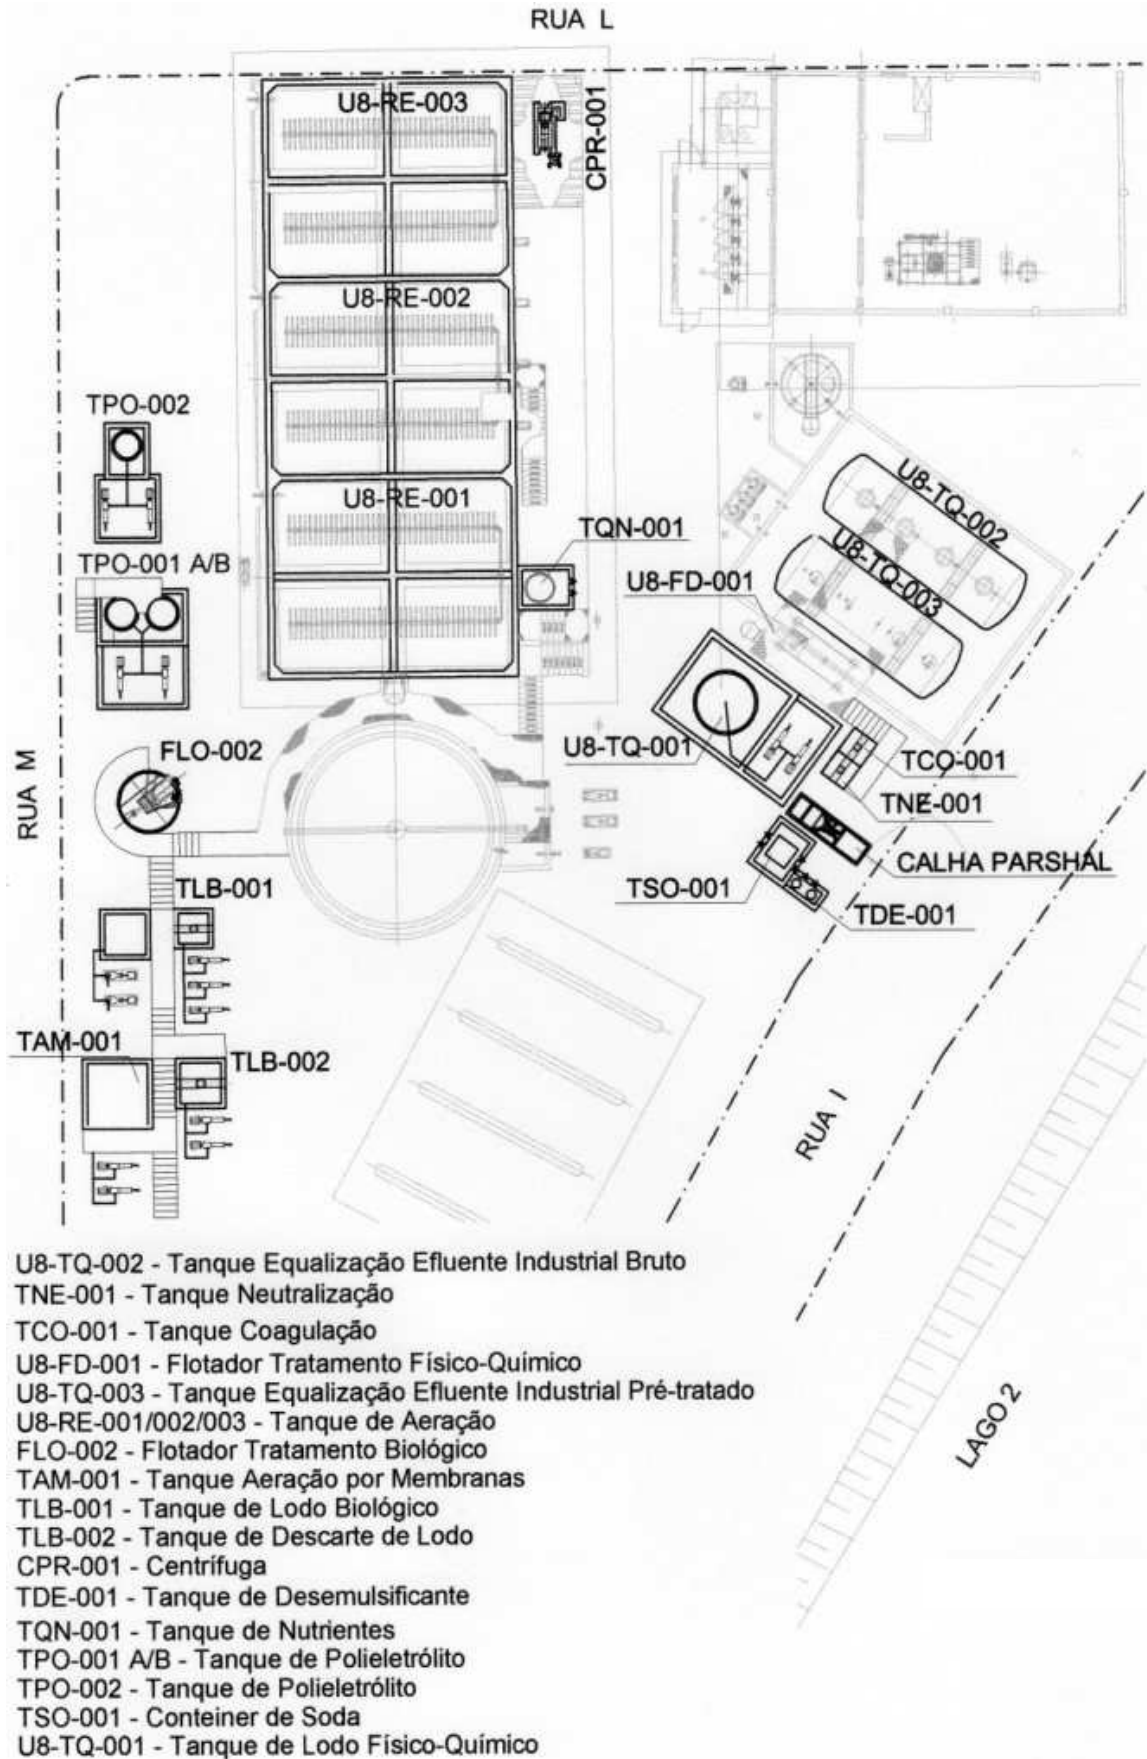 RUA L
U8-RE-003
CPR-001
U8-RE-002
TPO-002
U8-RE-001
U8-TQ-002
TQN-001
U8-TQ-003
TPO-001 A/B
U8-FD-001
U8-TQ-001
FLO-002
TCO-001
RUA M
TNE-001
CALHA PARSHAL
TLB-001
TSO-001
TDE-001
TAM-001
TLB-002
RUA I
LAGO 2
U8-TQ-002 - Tanque Equalização Efluente Industrial Bruto
TNE-001 - Tanque Neutralização
TCO-001 - Tanque Coagulação
U8-FD-001 - Flotador Tratamento Físico-Quimico
U8-TQ-003 - Tanque Equalização Efluente Industrial Pré-tratado
U8-RE-001/002/003 - Tanque de Aeração
FLO-002 - Flotador Tratamento Biológico
TAM-001 - Tanque Aeração por Membranas
TLB-001 - Tanque de Lodo Biológico
TLB-002 - Tanque de Descarte de Lodo
CPR-001 - Centrífuga
TDE-001 - Tanque de Desemulsificante
TQN-001 - Tanque de Nutrientes
TPO-001 A/B - Tanque de Polieletrólito
TPO-002 - Tanque de Polieletrólito
TSO-001 - Conteiner de Soda
U8-TQ-001 - Tanque de Lodo Físico-Químico